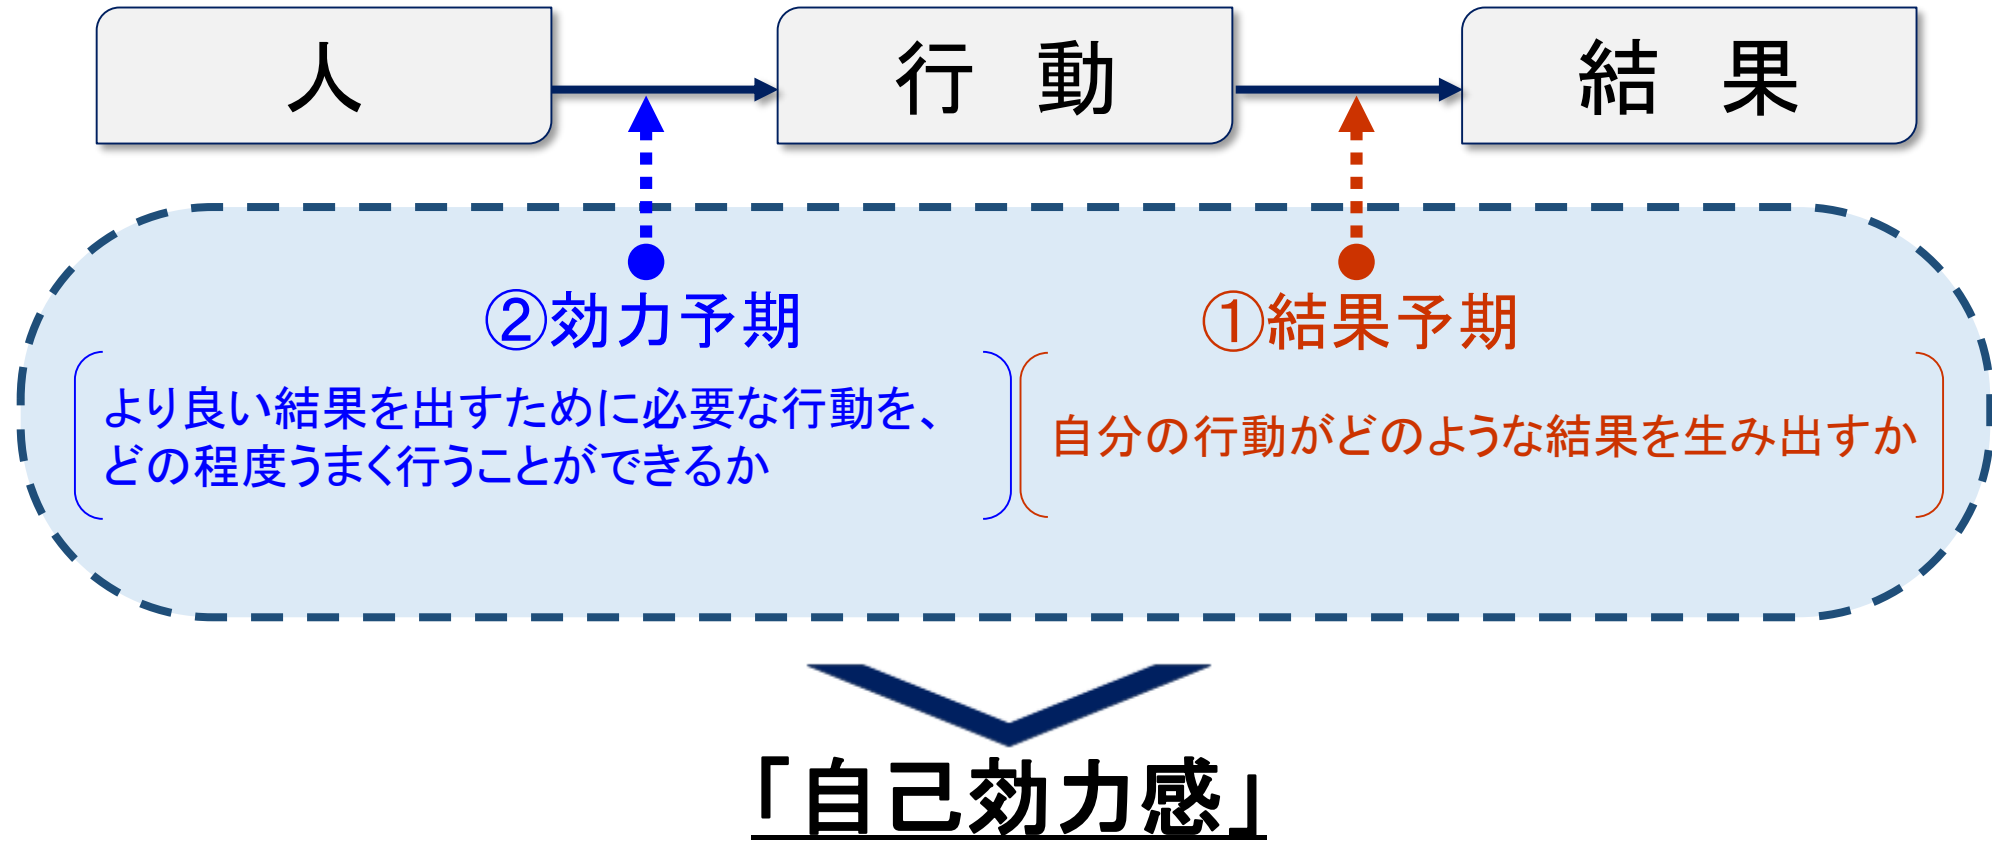 人
行 動
結 果
②効力予期
より良い結果を出すために必要な行動を、
どの程度うまく行うことができるか
①結果予期
自分の行動がどのような結果を生み出すか
「自己効力感」